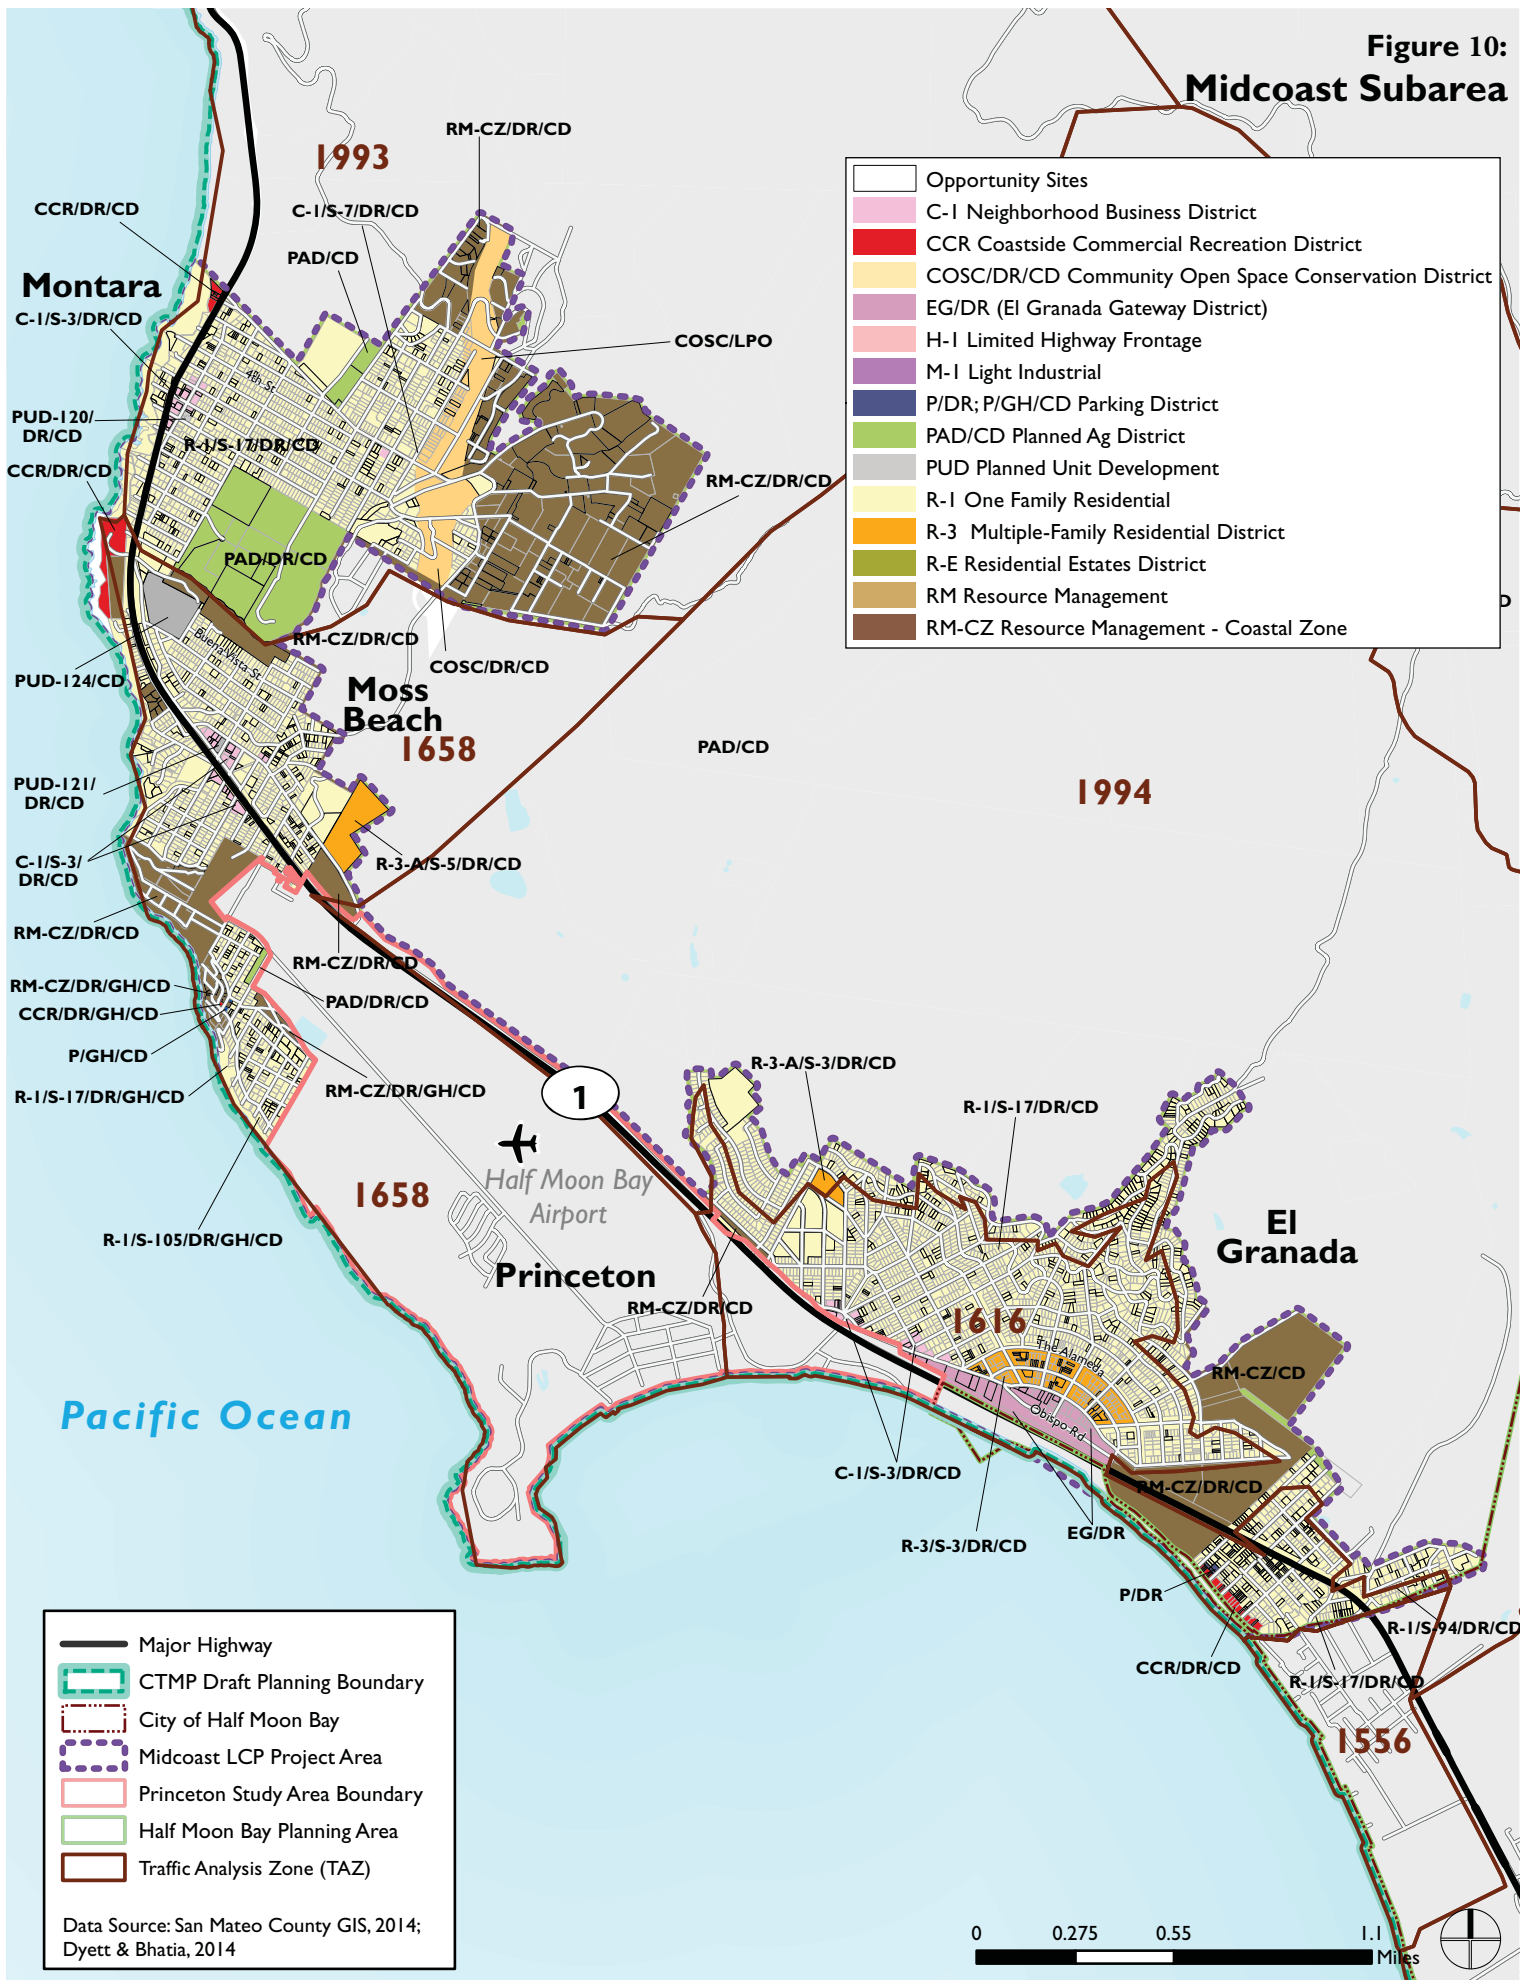 Figure 10:
Midcoast Subarea
Opportunity Sites
C-1 Neighborhood Business District
CCR Coastside Commercial Recreation District
COSC/DR/CD Community Open Space Conservation District
EG/DR (El Granada Gateway District)
H-1 Limited Highway Frontage
M-1 Light Industrial
P/DR; P/GH/CD Parking District
PAD/CD Planned Ag District
PUD Planned Unit Development
R-1 One Family Residential
R-3 Multiple-Family Residential District
R-E Residential Estates District
RM Resource Management
RM-CZ Resource Management - Coastal Zone
RM-CZ/DR/CD
1993
CCR/DR/CD
C-1/S-7/DR/CD
PAD/CD
Montara
C-1/S-3/DR/CD
COSC/LPO
4th St
PUD-120/
DR/CD
R-1/S-17/DR/CD
CCR/DR/CD
RM-CZ/DR/CD
PAD/DR/CD
D
RM-CZ/DR/CD
Buena Vista St
COSC/DR/CD
PUD-124/CD
Moss
Beach
1658
PAD/CD
PUD-121/
DR/CD
1994
C-1/S-3/
DR/CD
R-3-A/S-5/DR/CD
RM-CZ/DR/CD
RM-CZ/DR/CD
RM-CZ/DR/GH/CD
PAD/DR/CD
CCR/DR/GH/CD
P/GH/CD
R-3-A/S-3/DR/CD
RM-CZ/DR/GH/CD
R-1/S-17/DR/GH/CD
1
R-1/S-17/DR/CD
Half Moon Bay
Airport
1658
R-1/S-105/DR/GH/CD
El
Granada
Princeton
RM-CZ/DR/CD
1616
The Alameda
RM-CZ/CD
Obispo Rd
Pacific Ocean
C-1/S-3/DR/CD
RM-CZ/DR/CD
EG/DR
R-3/S-3/DR/CD
P/DR
R-1/S-94/DR/CD
CCR/DR/CD
R-1/S-17/DR/CD
1556
Major Highway
CTMP Draft Planning Boundary
City of Half Moon Bay
Midcoast LCP Project Area
Princeton Study Area Boundary
Half Moon Bay Planning Area
Traffic Analysis Zone (TAZ)
Data Source: San Mateo County GIS, 2014;
Dyett & Bhatia, 2014
0 0.275 0.55 1.1
Miles